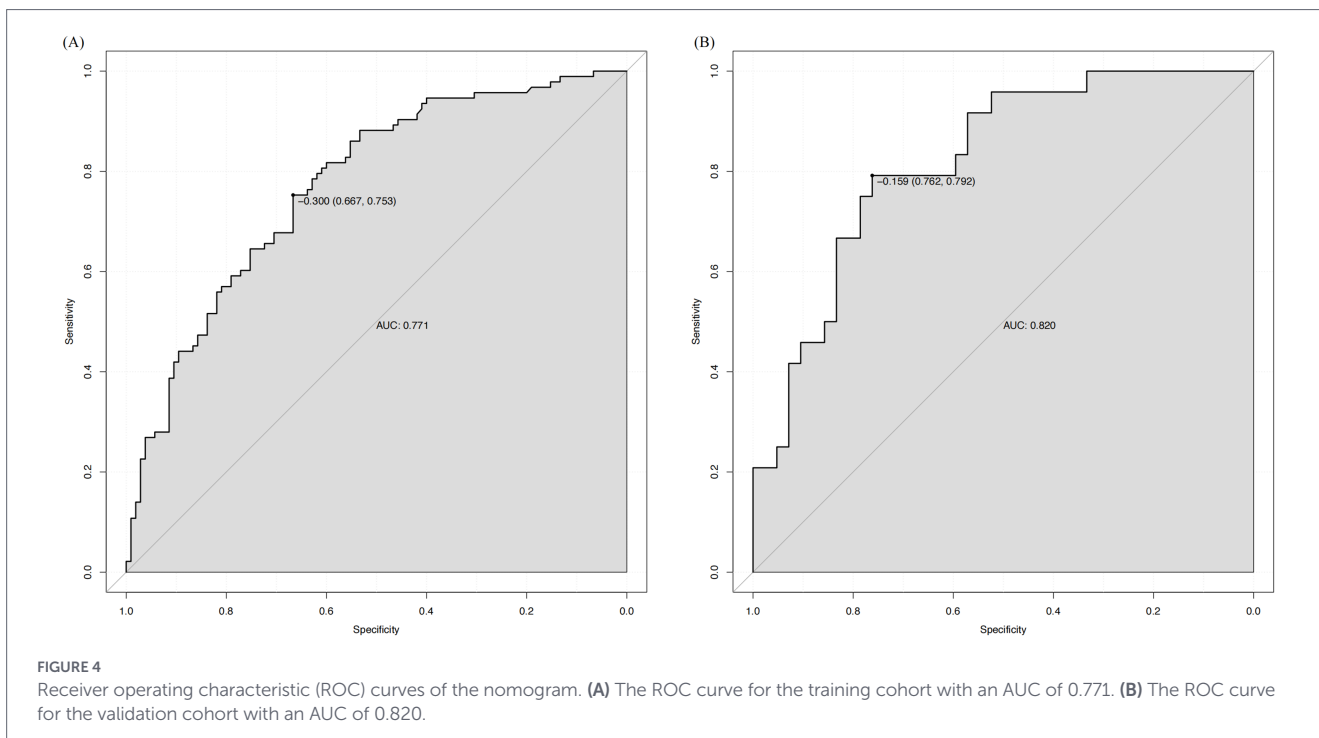 (A)
1.0
0.8
0.6
0.4
0.2
0.0
Sensitivity
−0.300 (0.667, 0.753)
AUC: 0.771
1.0 0.8 0.6 0.4 0.2 0.0
Specificity
(B)
1.0
0.8
0.6
0.4
0.2
0.0
Sensitivity
−0.159 (0.762, 0.792)
AUC: 0.820
1.0 0.8 0.6 0.4 0.2 0.0
Specificity
FIGURE 4
Receiver operating characteristic (ROC) curves of the nomogram. (A) The ROC curve for the training cohort with an AUC of 0.771. (B) The ROC curve
for the validation cohort with an AUC of 0.820.